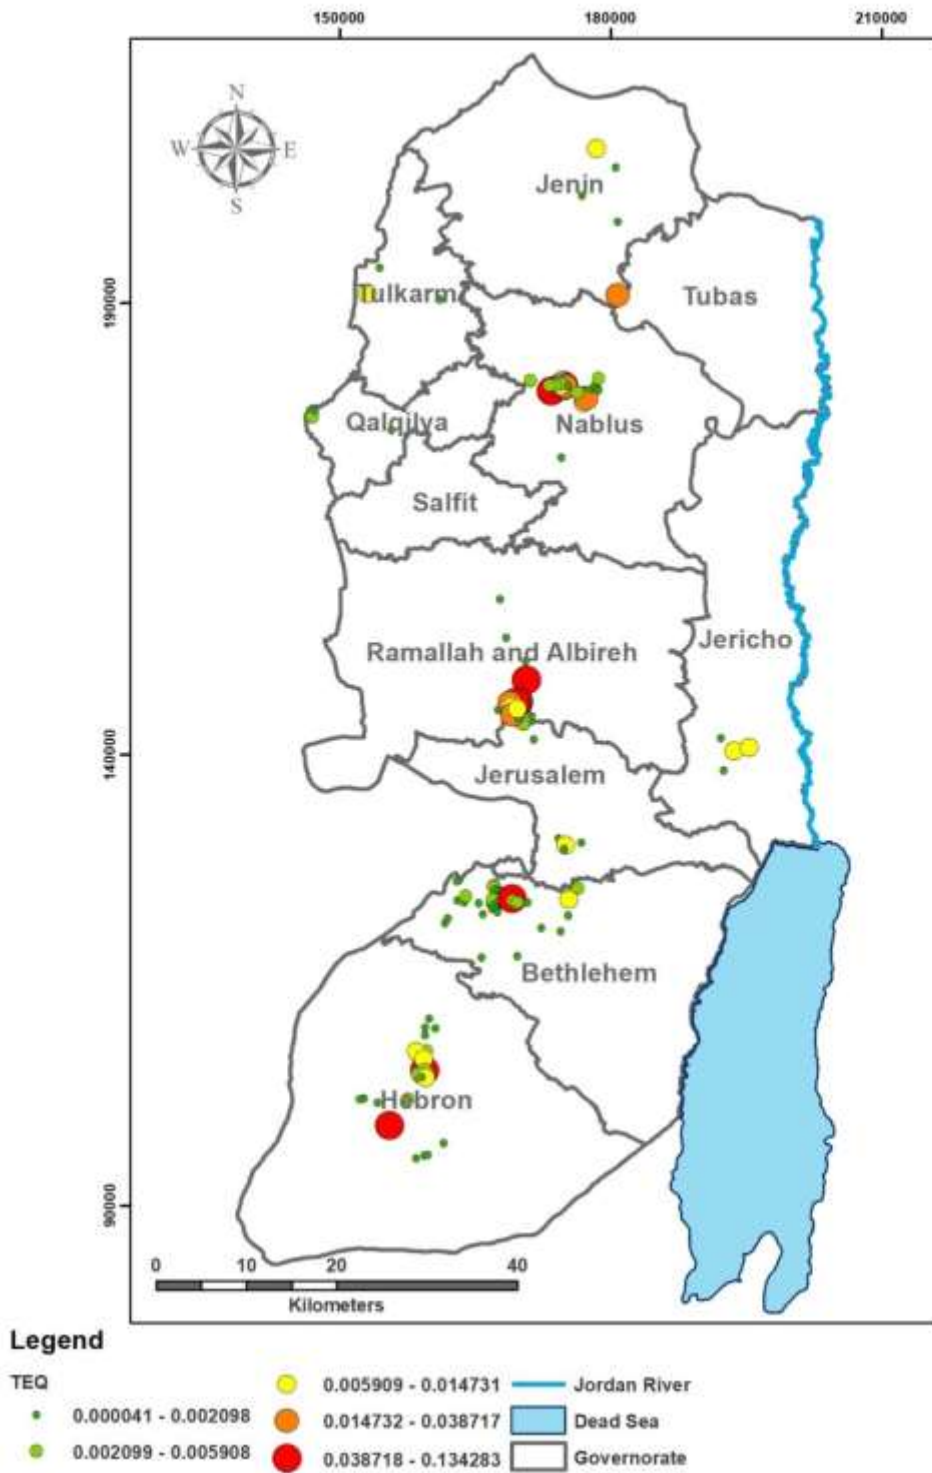 150000 180000 210000
N
W E
S
Jenin
Tulkarm
Tubas
190000
Qalqilya
Nablus
Salfit
Jericho
Ramallah and Albireh
140000
Jerusalem
Bethlehem
Hebron
90000
0 20 40
Kilometers
Legend
TEQ
0.000041 - 0.002098
0.002099 - 0.005908
0.005909 - 0.014731
0.014732 - 0.038717
0.038718 - 0.134283
Jordan River
Dead Sea
Governorate